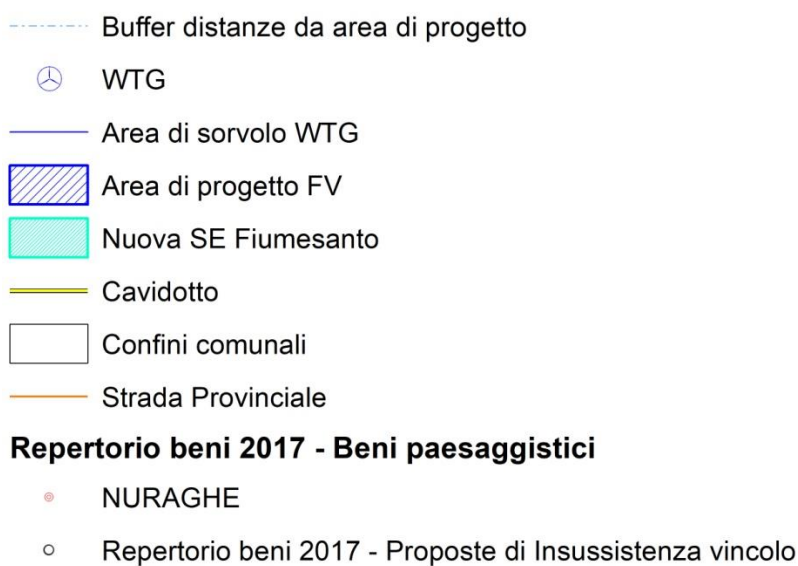 Buffer distanze da area di progetto
WTG
Area di sorvolo WTG
Area di progetto FV
Nuova SE Fiumesanto
Cavidotto
Confini comunali
Strada Provinciale
Repertorio beni 2017 - Beni paesaggistici
NURAGHE
Repertorio beni 2017 - Proposte di Insussistenza vincolo